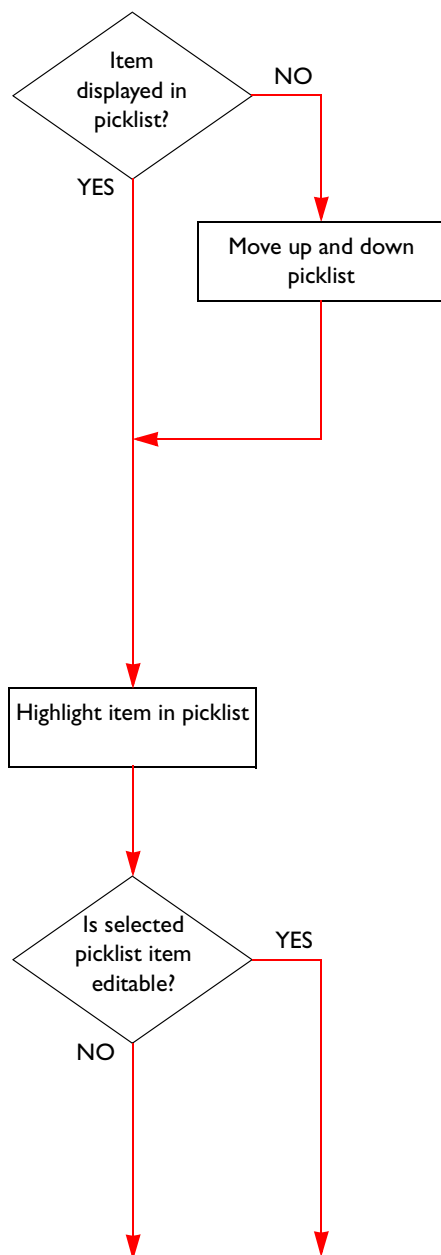 Item
displayed in
picklist?
NO
YES
Move up and down
picklist
Highlight item in picklist
Is selected
picklist item
editable?
YES
NO